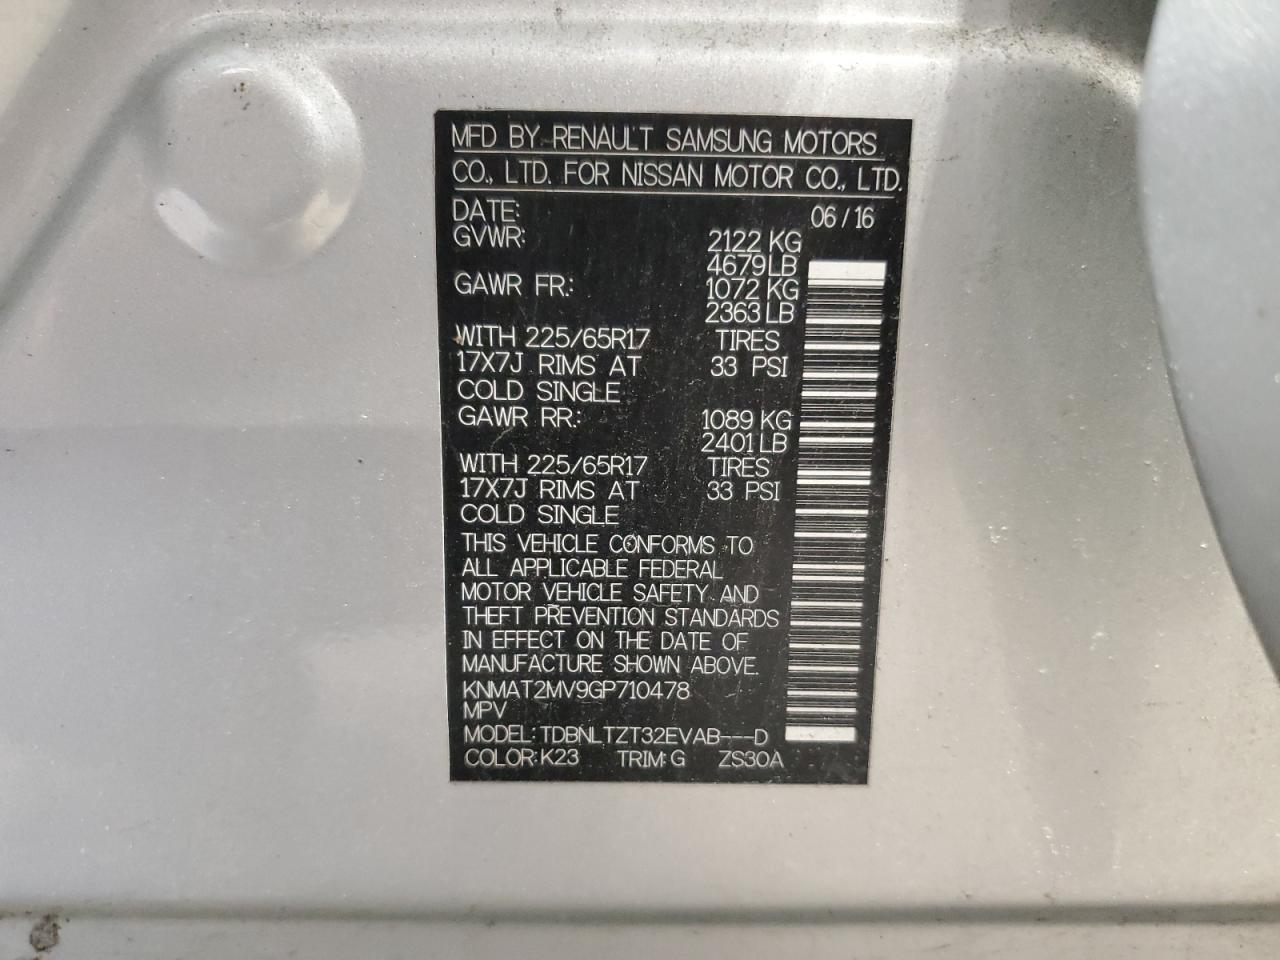 MFD BY RENAULT SAMSUNG MOTORS
CO., LTD. FOR NISSAN MOTOR CO., LTD.
DATE: 06 / 16
GVWR: 2122 KG
4679 LB
GAWR FR.: 1072 KG
2363 LB
WITH 225/65R17 TIRES
17X7J RIMS AT 33 PSI
COLD SINGLE
GAWR RR.: 1089 KG
2401 LB
WITH 225/65R17 TIRES
17X7J RIMS AT 33 PSI
COLD SINGLE
THIS VEHICLE CONFORMS TO
ALL APPLICABLE FEDERAL
MOTOR VEHICLE SAFETY AND
THEFT PREVENTION STANDARDS
IN EFFECT ON THE DATE OF
MANUFACTURE SHOWN ABOVE.
KNMAT2MV9GP710478
MPV
MODEL: TDBNLTZT32EVAB---D
COLOR: K23 TRIM: G ZS30A